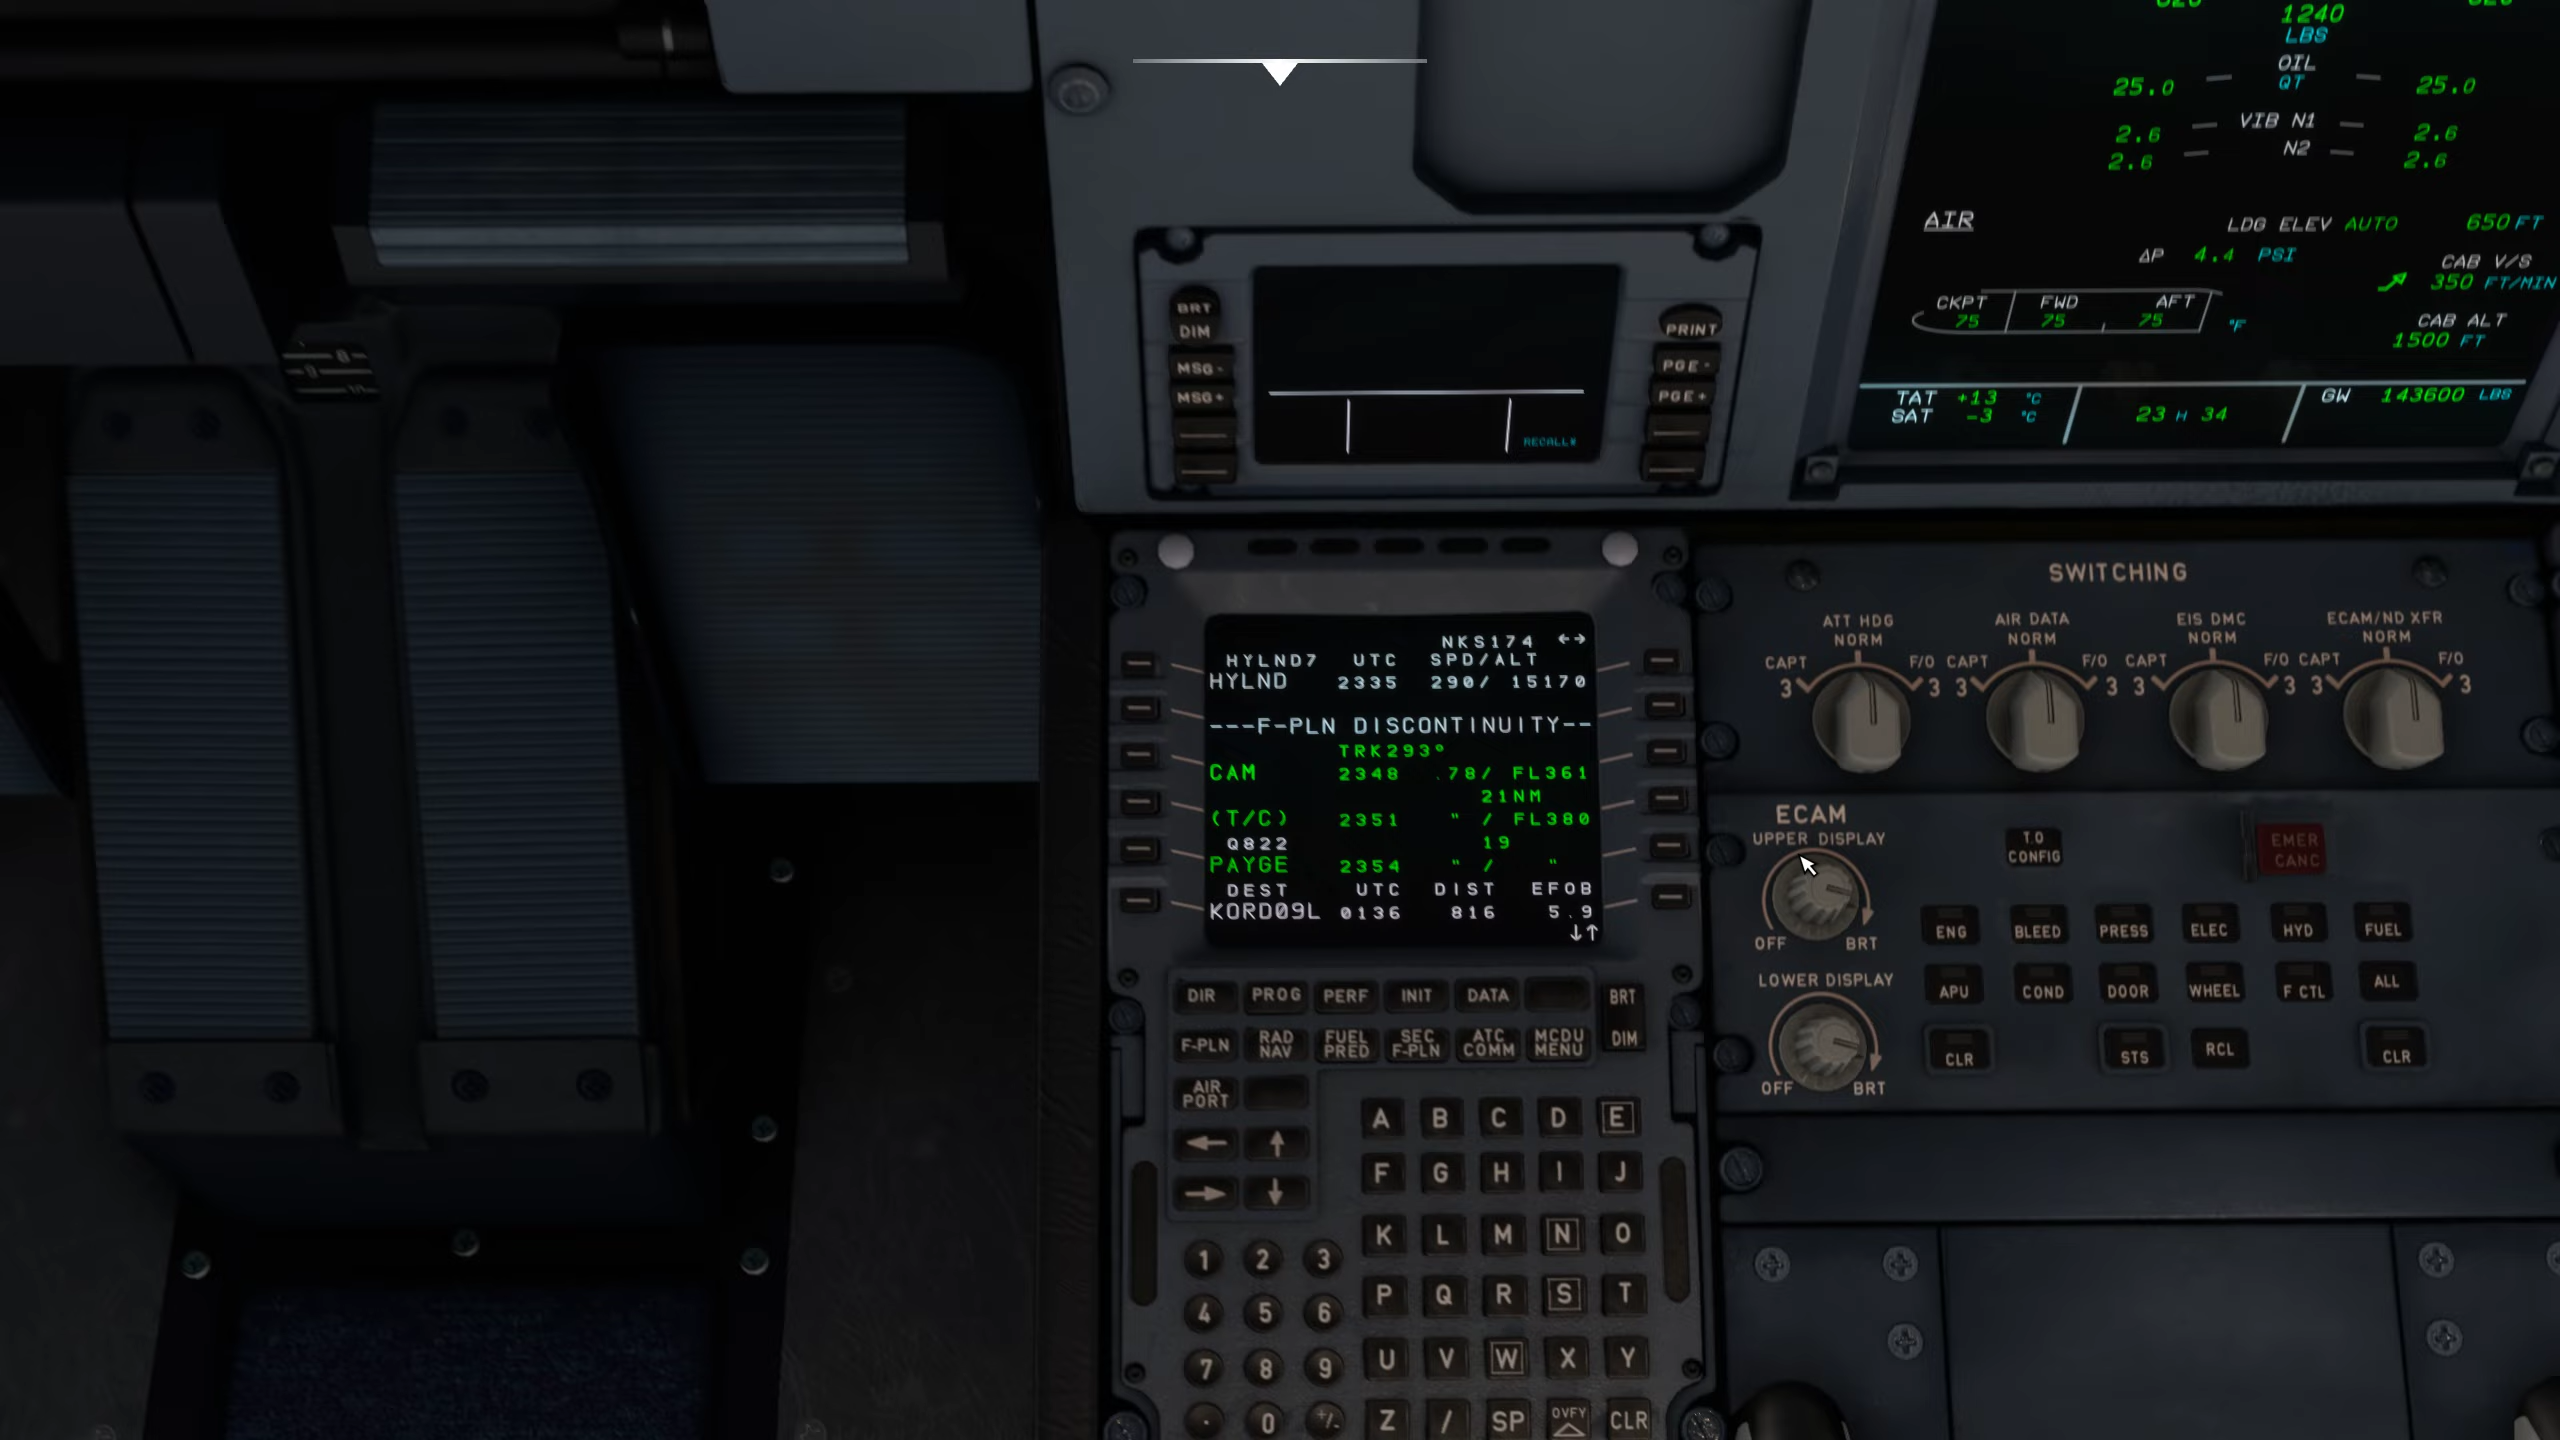 1240
LBS
OIL
25.0 QT 25.0
VIB N1
2.6 2.6
N2
2.6 2.6
AIR
LDG ELEV AUTO 650 FT
ΔP 4.4 PSI
CAB V/S
350 FT/MIN
CKPT FWD AFT
75 75 75 °F
CAB ALT
1500 FT
TAT +13 °C
SAT -3 °C
23 H 34
GW 143600 LBS
BRT
DIM
MSG-
MSG+
PRINT
PGE-
PGE+
RECALL*
8
9
10
NKS174 ←→
HYLND7 UTC SPD/ALT
HYLND 2335 290/ 15170
---F-PLN DISCONTINUITY--
TRK293°
CAM 2348 .78/ FL361
21NM
(T/C) 2351 " / FL380
Q822 19
PAYGE 2354 " / "
DEST UTC DIST EFOB
KORD09L 0136 816 5.9
↓↑
DIR PROG PERF INIT DATA
BRT
DIM
F-PLN RAD NAV FUEL PRED SEC F-PLN ATC COMM MCDU MENU
AIR PORT
← ↑
→ ↓
A B C D E
F G H I J
K L M N O
P Q R S T
U V W X Y
Z / SP OVFY CLR
1 2 3
4 5 6
7 8 9
. 0 +/-
SWITCHING
ATT HDG AIR DATA EIS DMC ECAM/ND XFR
NORM NORM NORM NORM
CAPT F/O CAPT F/O CAPT F/O CAPT F/O
3 3 3 3 3 3 3 3
ECAM
UPPER DISPLAY
OFF BRT
T.O
CONFIG
EMER
CANC
ENG BLEED PRESS ELEC HYD FUEL
LOWER DISPLAY
OFF BRT
APU COND DOOR WHEEL F CTL ALL
CLR STS RCL CLR